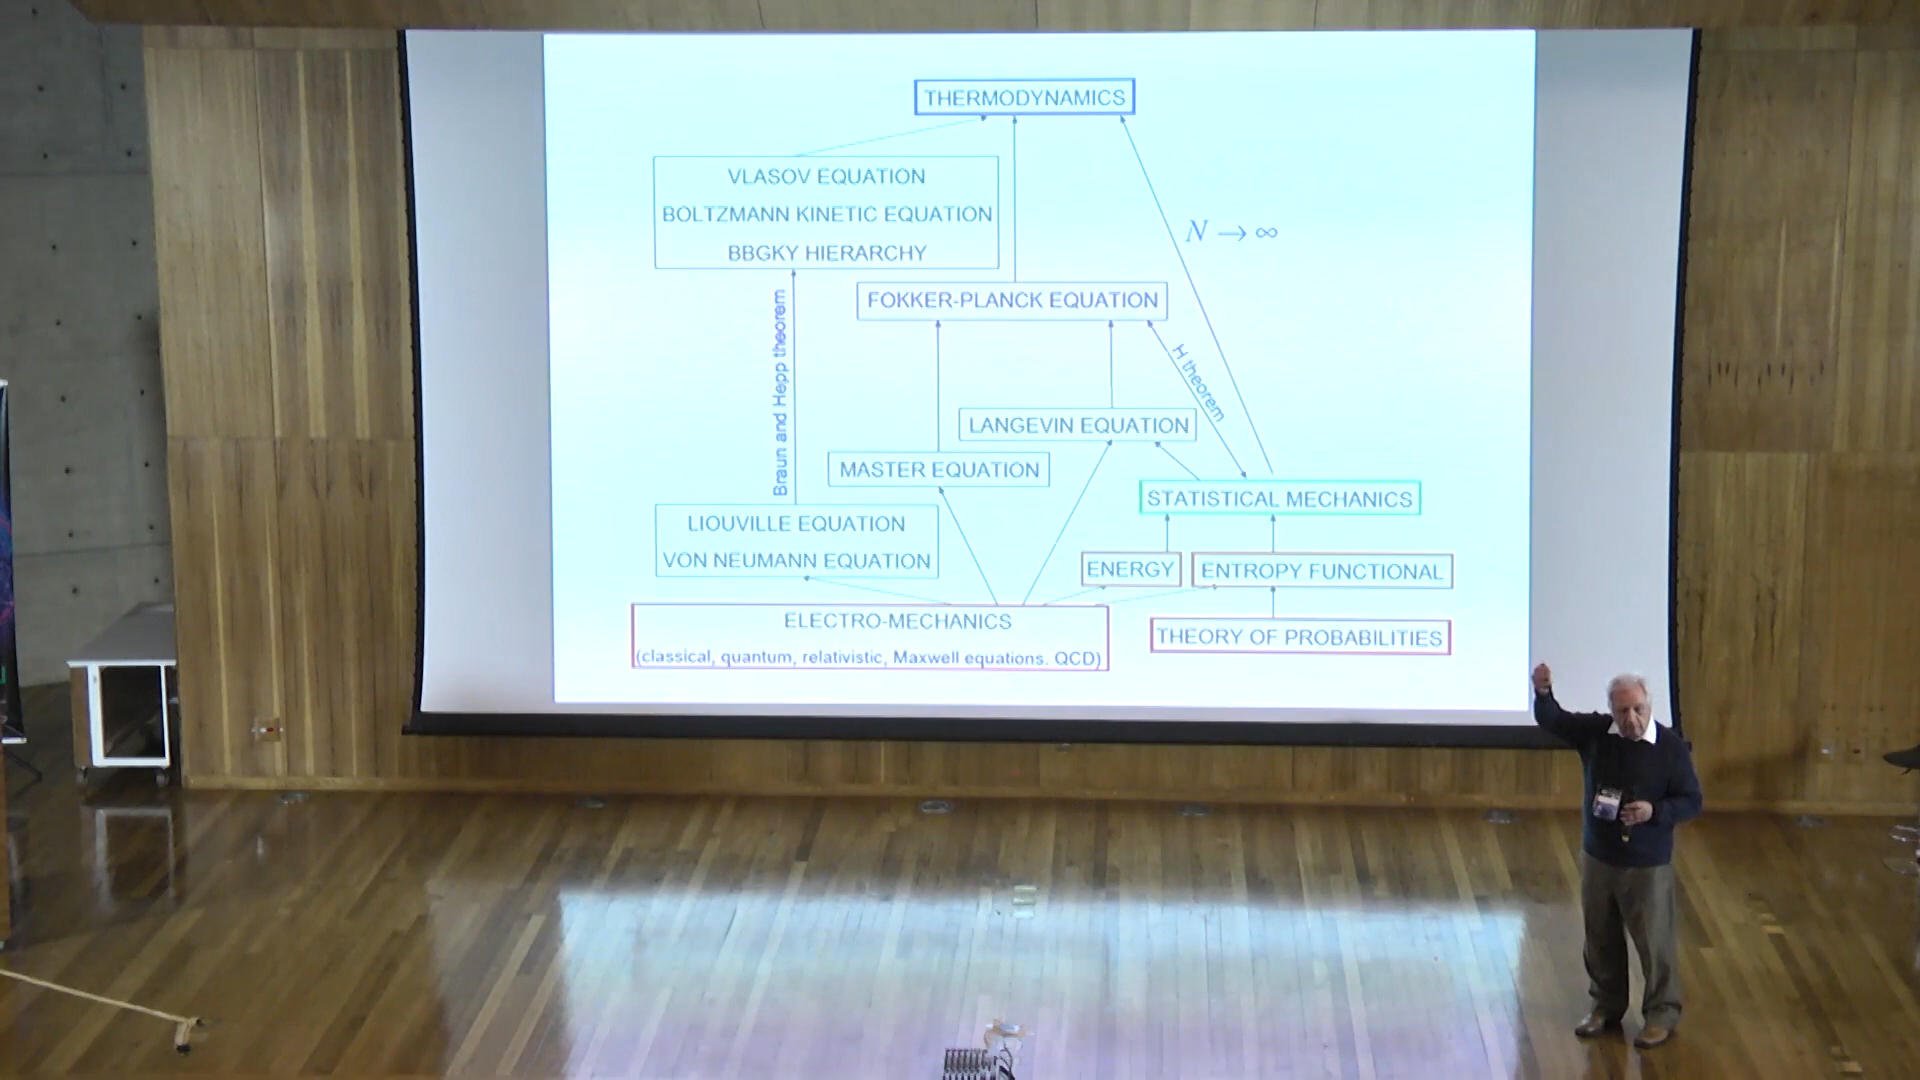 THERMODYNAMICS
VLASOV EQUATION
BOLTZMANN KINETIC EQUATION
BBGKY HIERARCHY
N → ∞
FOKKER-PLANCK EQUATION
Braun and Hepp theorem
H theorem
LANGEVIN EQUATION
MASTER EQUATION
STATISTICAL MECHANICS
LIOUVILLE EQUATION
VON NEUMANN EQUATION
ENERGY
ENTROPY FUNCTIONAL
ELECTRO-MECHANICS
(classical, quantum, relativistic, Maxwell equations. QCD)
THEORY OF PROBABILITIES